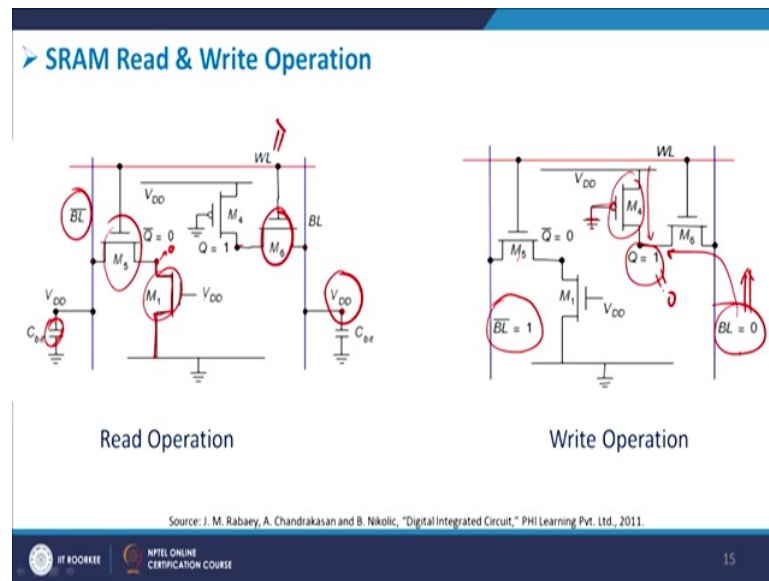 ➢ SRAM Read & Write Operation
WL
V_DD
M₄
BL
B̅L̅
Q̅ = 0
Q = 1
M₆
M₅
V_DD
M₁
V_DD
V_DD
C_bit
C_bit
Read Operation
WL
V_DD
M₄
Q̅ = 0
M₅
Q = 1
M₆
0
M₁
V_DD
B̅L̅ = 1
BL = 0
Write Operation
Source: J. M. Rabaey, A. Chandrakasan and B. Nikolic, "Digital Integrated Circuit," PHI Learning Pvt. Ltd., 2011.
IIT ROORKEE
NPTEL ONLINE
CERTIFICATION COURSE
15